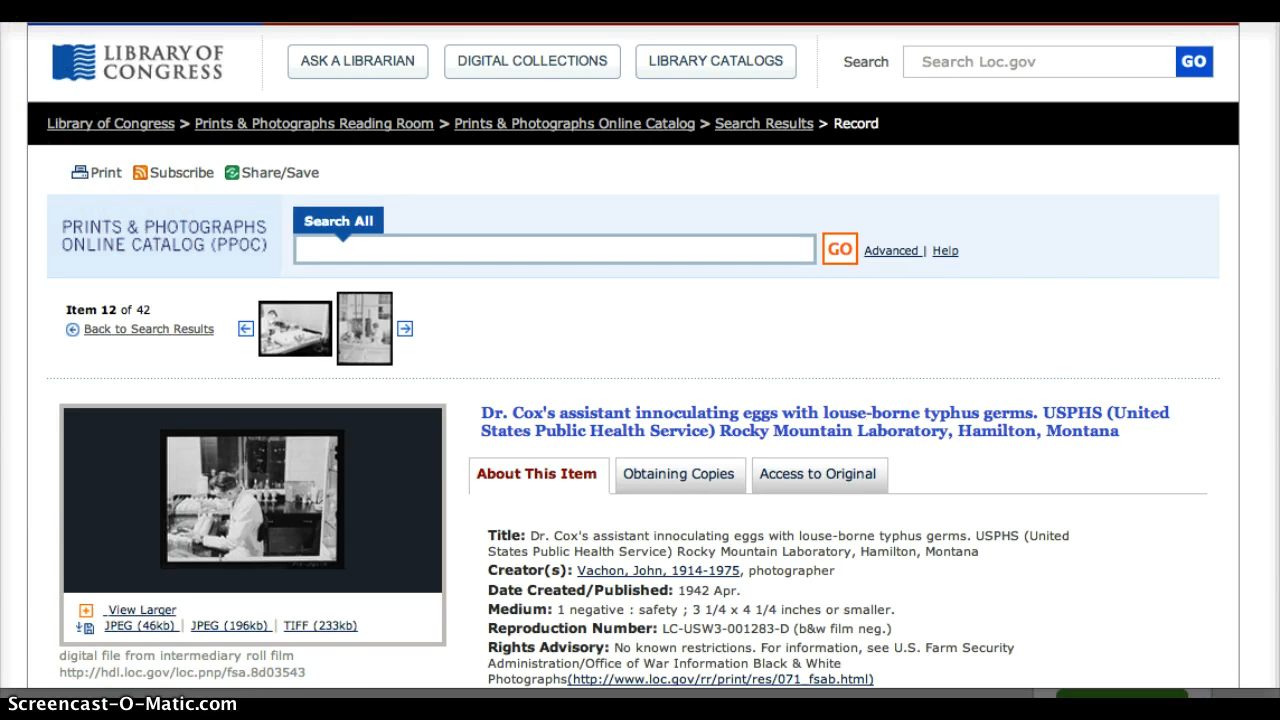 LIBRARY OF
CONGRESS
ASK A LIBRARIAN
DIGITAL COLLECTIONS
LIBRARY CATALOGS
Search
Search Loc.gov
GO
Library of Congress > Prints & Photographs Reading Room > Prints & Photographs Online Catalog > Search Results > Record
Print
Subscribe
Share/Save
PRINTS & PHOTOGRAPHS
ONLINE CATALOG (PPOC)
Search All
GO
Advanced | Help
Item 12 of 42
Back to Search Results
Dr. Cox's assistant innoculating eggs with louse-borne typhus germs. USPHS (United
States Public Health Service) Rocky Mountain Laboratory, Hamilton, Montana
About This Item
Obtaining Copies
Access to Original
Title: Dr. Cox's assistant innoculating eggs with louse-borne typhus germs. USPHS (United
States Public Health Service) Rocky Mountain Laboratory, Hamilton, Montana
Creator(s): Vachon, John, 1914-1975, photographer
Date Created/Published: 1942 Apr.
Medium: 1 negative : safety ; 3 1/4 x 4 1/4 inches or smaller.
Reproduction Number: LC-USW3-001283-D (b&w film neg.)
Rights Advisory: No known restrictions. For information, see U.S. Farm Security
Administration/Office of War Information Black & White
Photographs(http://www.loc.gov/rr/print/res/071_fsab.html)
View Larger
JPEG (46kb) | JPEG (196kb) | TIFF (233kb)
digital file from intermediary roll film
http://hdl.loc.gov/loc.pnp/fsa.8d03543
Screencast-O-Matic.com